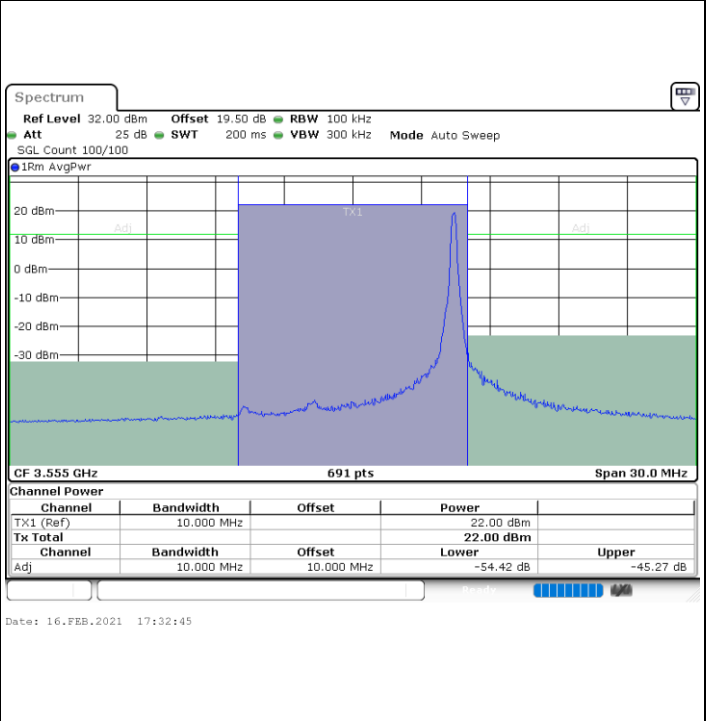 Spectrum
Ref Level 32.00 dBm Offset 19.50 dB RBW 100 kHz
Att 25 dB SWT 200 ms VBW 300 kHz Mode Auto Sweep
SGL Count 100/100
1Rm AvgPwr
20 dBm
TX1
Adj Adj
10 dBm
0 dBm
-10 dBm
-20 dBm
-30 dBm
CF 3.555 GHz 691 pts Span 30.0 MHz
Channel Power
Channel Bandwidth Offset Power
TX1 (Ref) 10.000 MHz 22.00 dBm
Tx Total 22.00 dBm
Channel Bandwidth Offset Lower Upper
Adj 10.000 MHz 10.000 MHz -54.42 dB -45.27 dB
Ready
Date: 16.FEB.2021 17:32:45